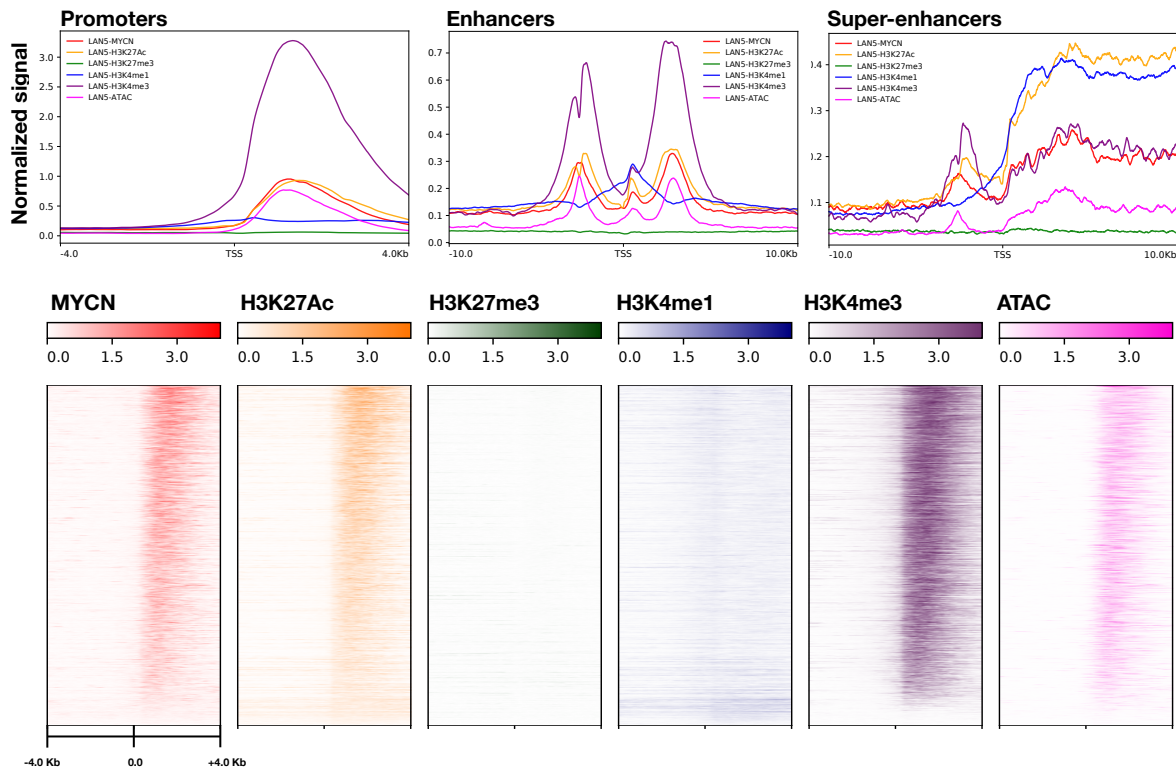 Promoters
Enhancers
Super-enhancers
Normalized signal
LAN5-MYCN
LAN5-H3K27Ac
LAN5-H3K27me3
LAN5-H3K4me1
LAN5-H3K4me3
LAN5-ATAC
3.0
2.5
2.0
1.5
1.0
0.5
0.0
-4.0
TSS
4.0Kb
LAN5-MYCN
LAN5-H3K27Ac
LAN5-H3K27me3
LAN5-H3K4me1
LAN5-H3K4me3
LAN5-ATAC
0.7
0.6
0.5
0.4
0.3
0.2
0.1
0.0
-10.0
TSS
10.0Kb
LAN5-MYCN
LAN5-H3K27Ac
LAN5-H3K27me3
LAN5-H3K4me1
LAN5-H3K4me3
LAN5-ATAC
.4
.3
.2
.1
-10.0
TSS
10.0Kb
MYCN
H3K27Ac
H3K27me3
H3K4me1
H3K4me3
ATAC
0.0 1.5 3.0
0.0 1.5 3.0
0.0 1.5 3.0
0.0 1.5 3.0
0.0 1.5 3.0
0.0 1.5 3.0
-4.0 Kb 0.0 +4.0 Kb